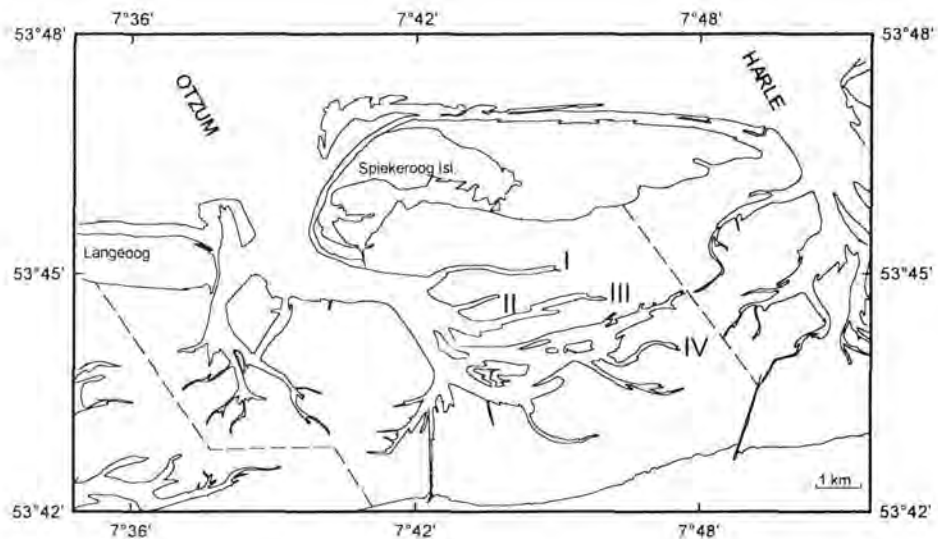 7°36' 7°42' 7°48'
53°48' 53°48'
OTZUM
HARLE
Spiekeroog Isl.
Langeoog
53°45' 53°45'
I
II
III
IV
1 km
53°42' 53°42'
7°36' 7°42' 7°48'